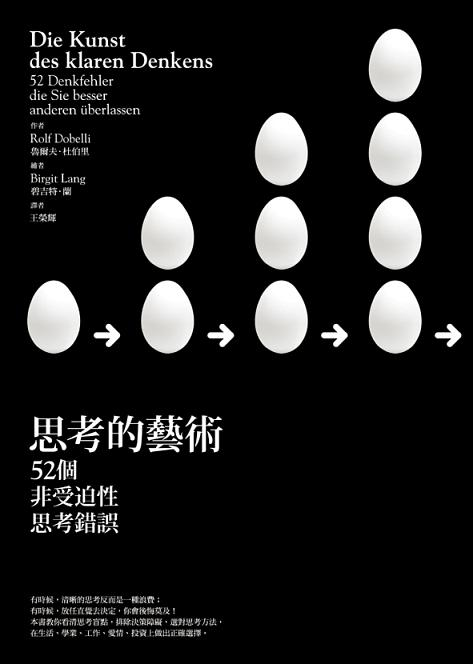 Die Kunst
des klaren Denkens
52 Denkfehler
die Sie besser
anderen überlassen
作者
Rolf Dobelli
魯爾夫·杜伯里
繪者
Birgit Lang
碧吉特·蘭
譯者
王榮輝
思考的藝術
52個
非受迫性
思考錯誤
有時候，清晰的思考反而是一種浪費；
有時候，放任直覺去決定，你會後悔莫及！
本書教你看清思考盲點，排除決策障礙，選對思考方法，
在生活、學業、工作、愛情、投資上做出正確選擇。